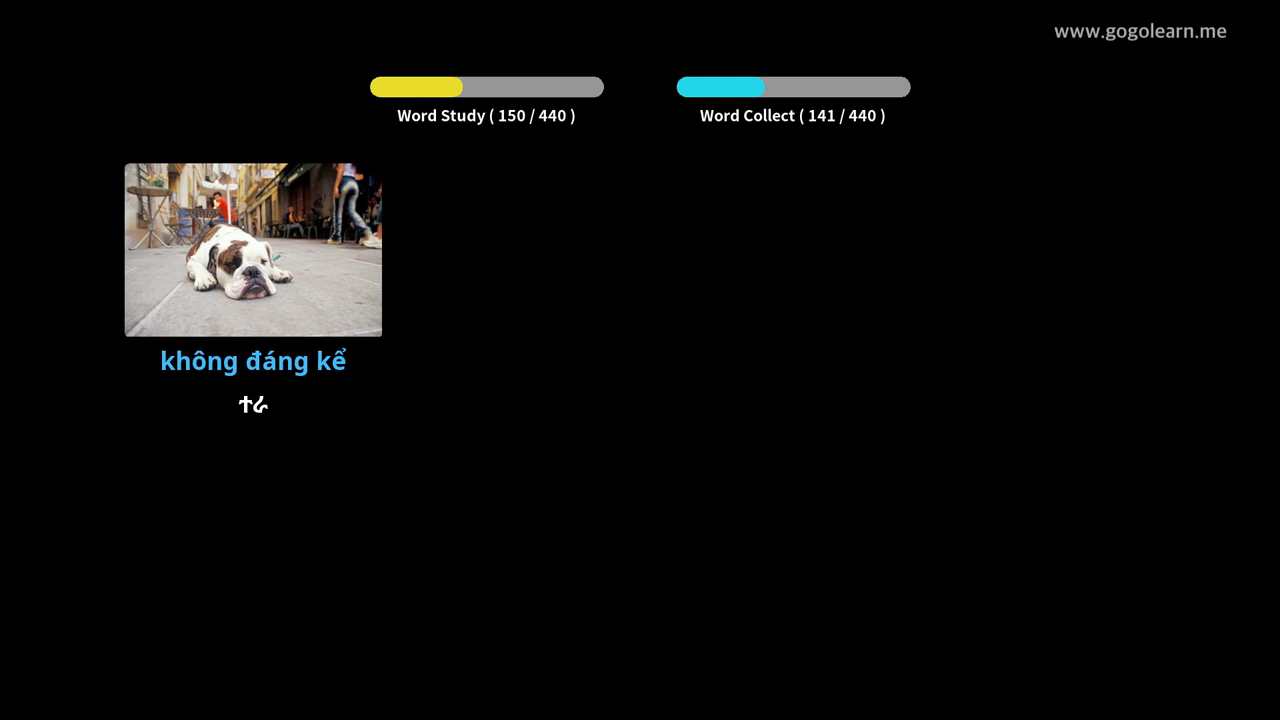 www.gogolearn.me
Word Study ( 150 / 440 )
Word Collect ( 141 / 440 )
không đáng kể
ተራ